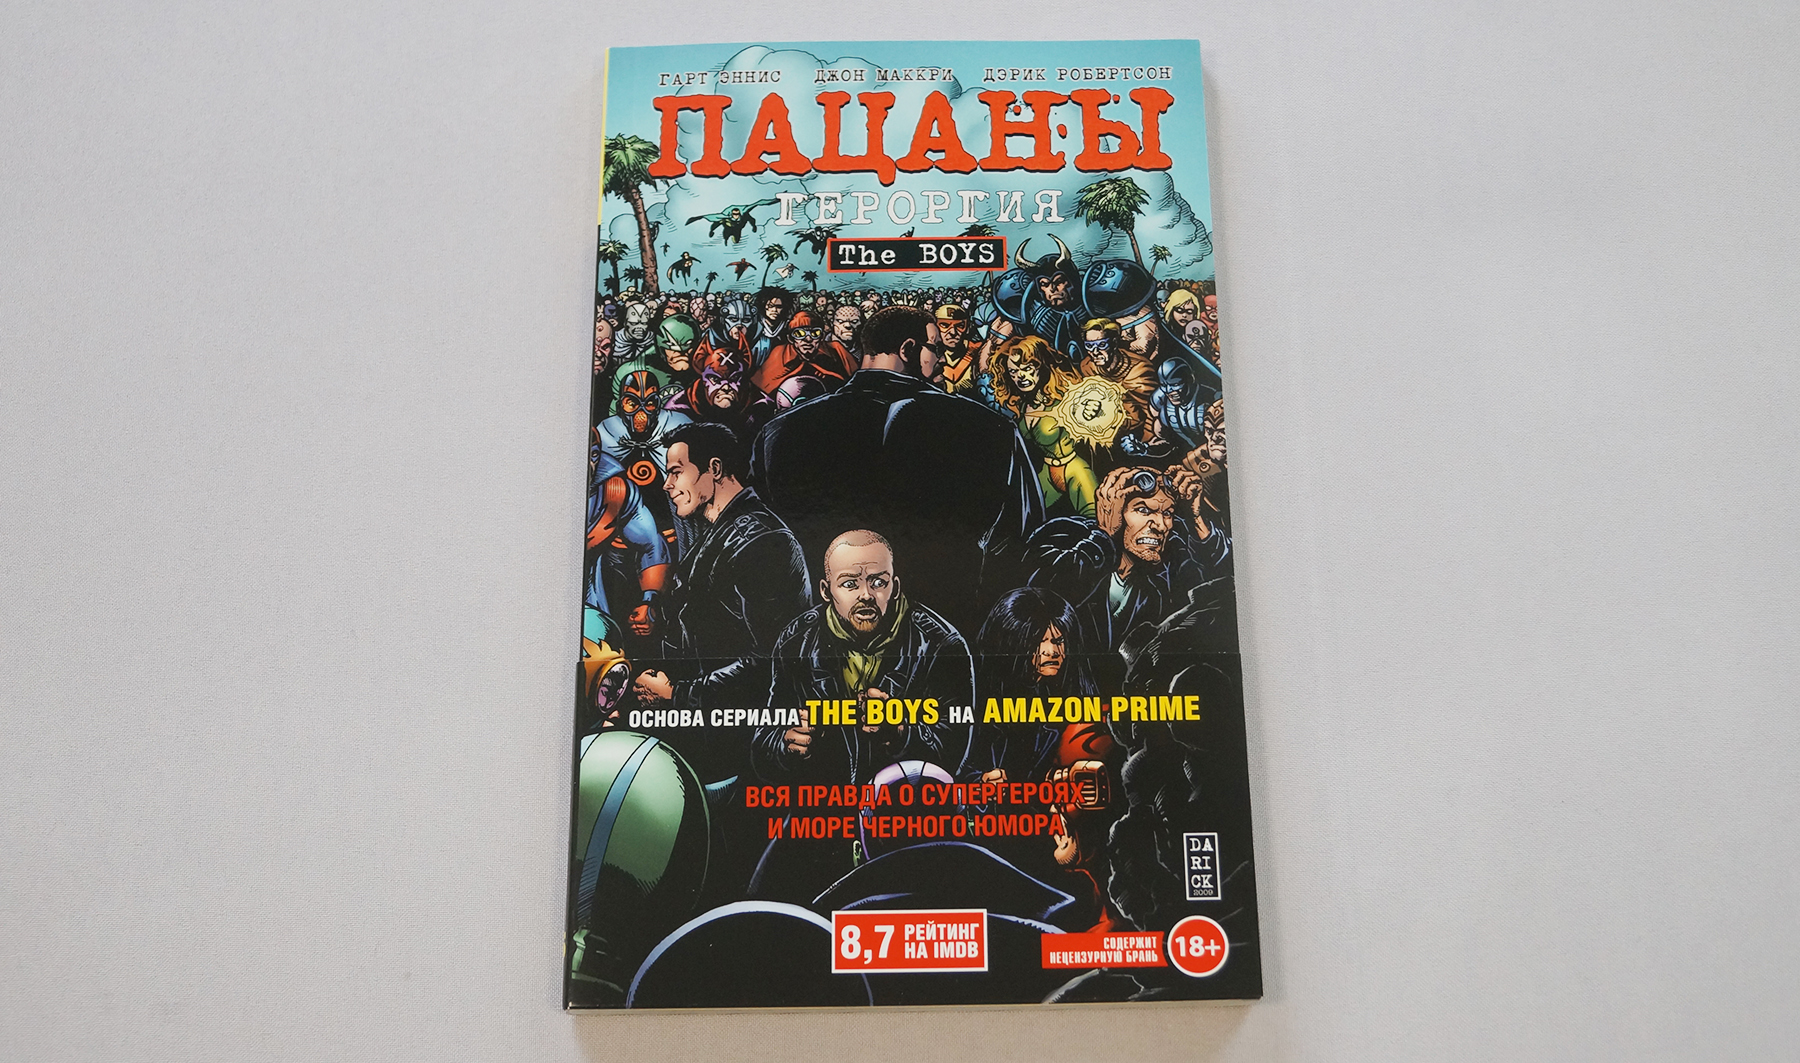 ГАРТ ЭННИС ДЖОН МАККРИ ДЭРИК РОБЕРТСОН
ПАЦАНЫ
ГЕРОРГИЯ
The BOYS
ОСНОВА СЕРИАЛА THE BOYS НА AMAZON PRIME
ВСЯ ПРАВДА О СУПЕРГЕРОЯХ
И МОРЕ ЧЕРНОГО ЮМОРА
DA
RI
CK
2009
8,7 РЕЙТИНГ
НА IMDB
СОДЕРЖИТ
НЕЦЕНЗУРНУЮ БРАНЬ
18+